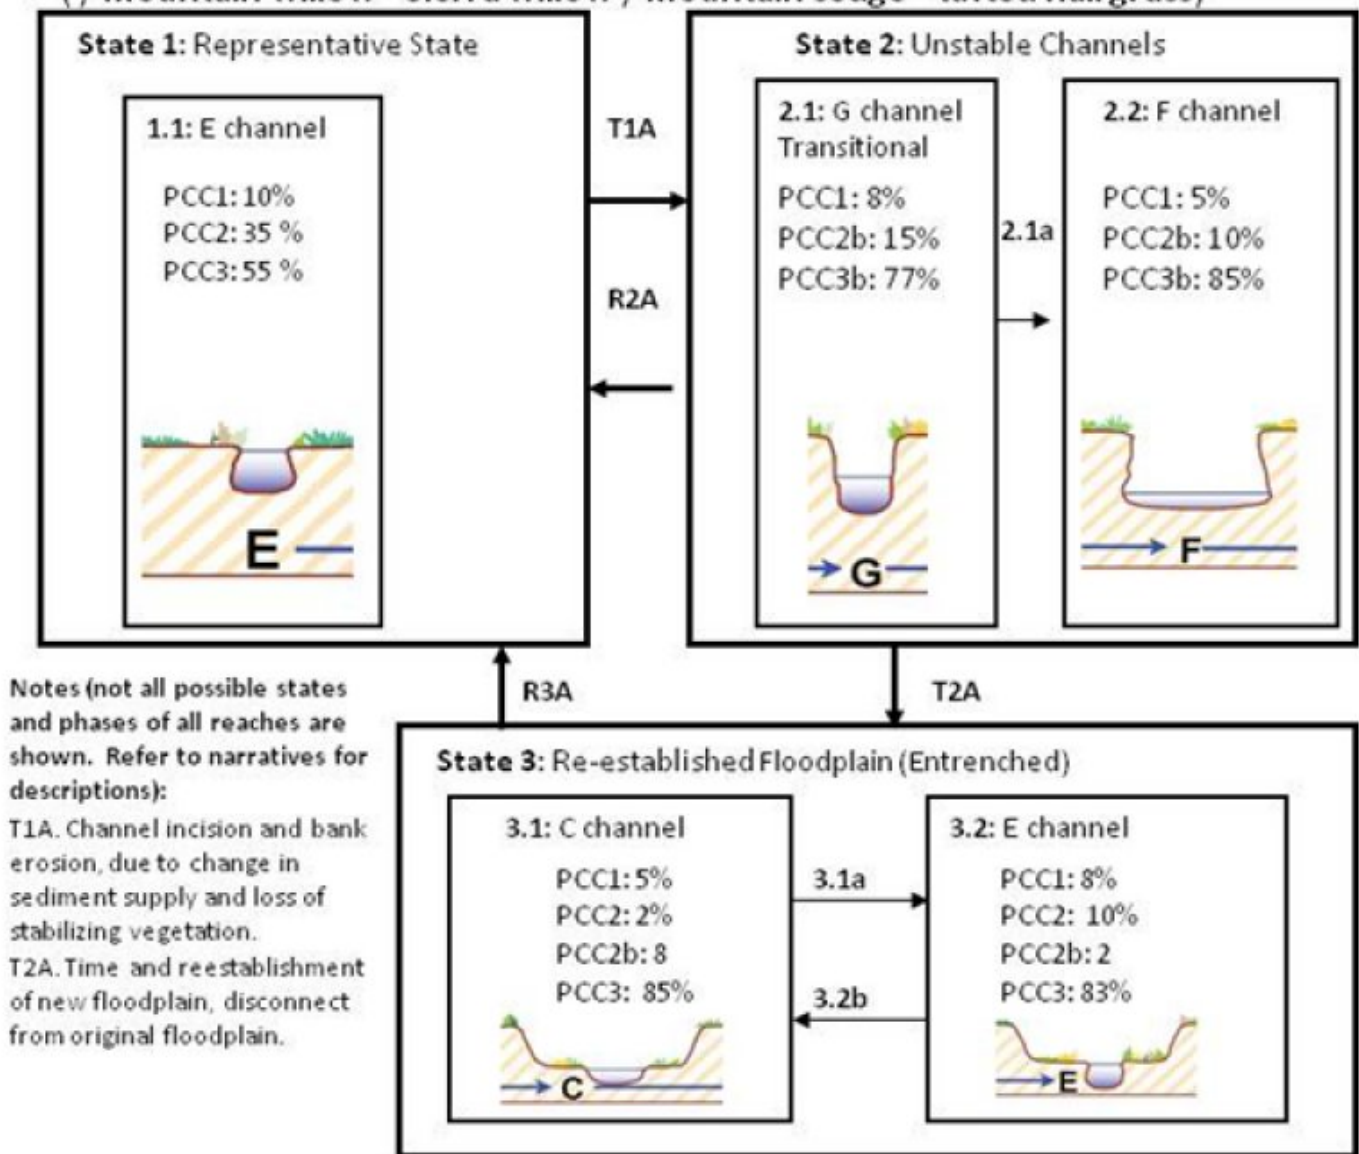 State 1: Representative State
1.1: E channel
PCC1: 10%
PCC2: 35 %
PCC3: 55 %
E
T1A
R2A
State 2: Unstable Channels
2.1: G channel
Transitional
PCC1: 8%
PCC2b: 15%
PCC3b: 77%
G
2.1a
2.2: F channel
PCC1: 5%
PCC2b: 10%
PCC3b: 85%
F
R3A
T2A
Notes (not all possible states
and phases of all reaches are
shown. Refer to narratives for
descriptions):
T1A. Channel incision and bank
erosion, due to change in
sediment supply and loss of
stabilizing vegetation.
T2A. Time and reestablishment
of new floodplain, disconnect
from original floodplain.
State 3: Re-established Floodplain (Entrenched)
3.1: C channel
PCC1: 5%
PCC2: 2%
PCC2b: 8
PCC3: 85%
C
3.1a
3.2b
3.2: E channel
PCC1: 8%
PCC2: 10%
PCC2b: 2
PCC3: 83%
E